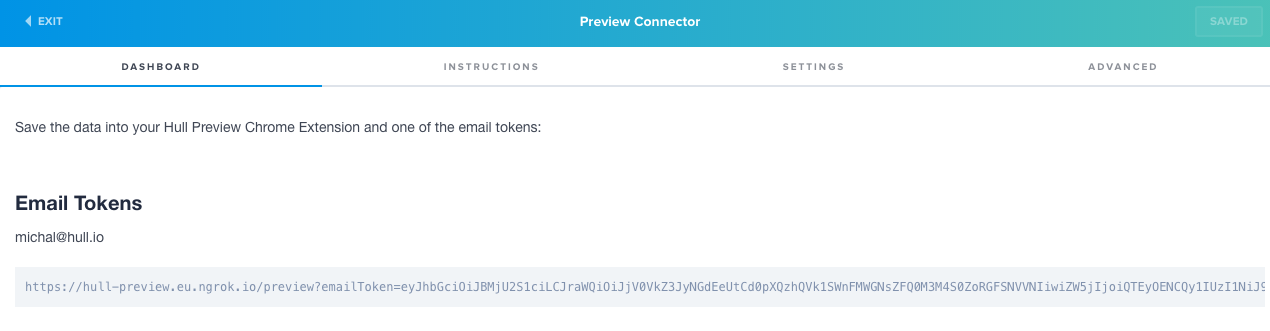 EXIT
Preview Connector
SAVED
DASHBOARD
INSTRUCTIONS
SETTINGS
ADVANCED
Save the data into your Hull Preview Chrome Extension and one of the email tokens:
Email Tokens
michal@hull.io
https://hull-preview.eu.ngrok.io/preview?emailToken=eyJhbGciOiJBMjU2S1ciLCJraWQiOiJjV0VkZ3JyNGdEeUtCd0pXQzhQVk1SWnFMWGNsZFQ0M3M4S0ZoRGFSNVVNIiwiZW5jIjoiQTEyOENCQy1IUzI1NiJ9